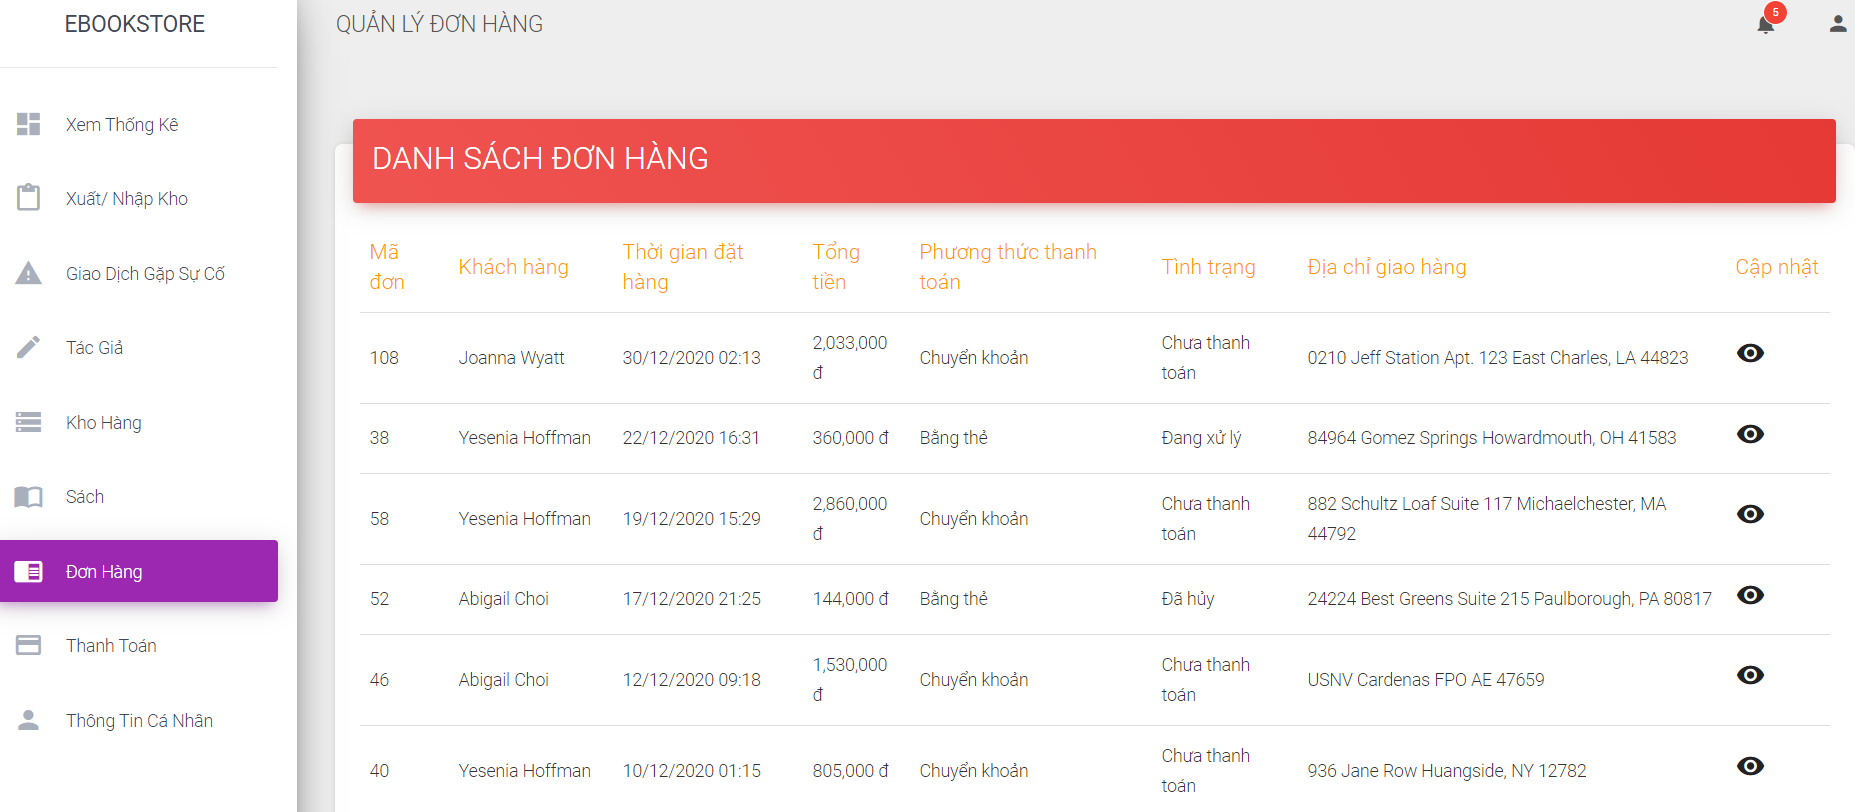 EBOOKSTORE
QUẢN LÝ ĐƠN HÀNG
5
Xem Thống Kê
Xuất/ Nhập Kho
Giao Dịch Gặp Sự Cố
Tác Giả
Kho Hàng
Sách
Đơn Hàng
Thanh Toán
Thông Tin Cá Nhân
DANH SÁCH ĐƠN HÀNG
Mã
đơn
Khách hàng
Thời gian đặt
hàng
Tổng
tiền
Phương thức thanh
toán
Tình trạng
Địa chỉ giao hàng
Cập nhật
108
Joanna Wyatt
30/12/2020 02:13
2,033,000
đ
Chuyển khoản
Chưa thanh
toán
0210 Jeff Station Apt. 123 East Charles, LA 44823
38
Yesenia Hoffman
22/12/2020 16:31
360,000 đ
Bằng thẻ
Đang xử lý
84964 Gomez Springs Howardmouth, OH 41583
58
Yesenia Hoffman
19/12/2020 15:29
2,860,000
đ
Chuyển khoản
Chưa thanh
toán
882 Schultz Loaf Suite 117 Michaelchester, MA
44792
52
Abigail Choi
17/12/2020 21:25
144,000 đ
Bằng thẻ
Đã hủy
24224 Best Greens Suite 215 Paulborough, PA 80817
46
Abigail Choi
12/12/2020 09:18
1,530,000
đ
Chuyển khoản
Chưa thanh
toán
USNV Cardenas FPO AE 47659
40
Yesenia Hoffman
10/12/2020 01:15
805,000 đ
Chuyển khoản
Chưa thanh
toán
936 Jane Row Huangside, NY 12782